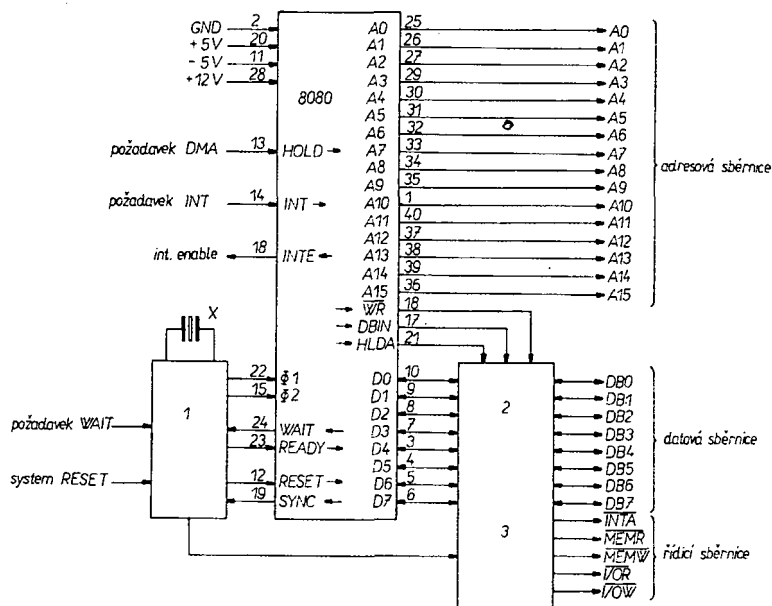 GND 2
+5V 20
-5V 11
+12V 28
8080
požadavek DMA 13 HOLD
požadavek INT 14 INT
int. enable 18 INTE
A0 25 A0
A1 26 A1
A2 27 A2
A3 29 A3
A4 30 A4
A5 31 A5
A6 32 A6
A7 33 A7
A8 34 A8
A9 35 A9
A10 1 A10
A11 40 A11
A12 37 A12
A13 38 A13
A14 39 A14
A15 36 A15
adresová sběrnice
WR 18
DBIN 17
HLDA 21
X
1
22 Φ1
15 Φ2
požadavek WAIT
24 WAIT
23 READY
system RESET
12 RESET
19 SYNC
D0 10 DB0
D1 9 DB1
D2 8 DB2
D3 7 DB3
D4 3 DB4
D5 4 DB5
D6 5 DB6
D7 6 DB7
2
3
datová sběrnice
INTA
MEMR
MEMW
I/OR
I/OW
řídicí sběrnice